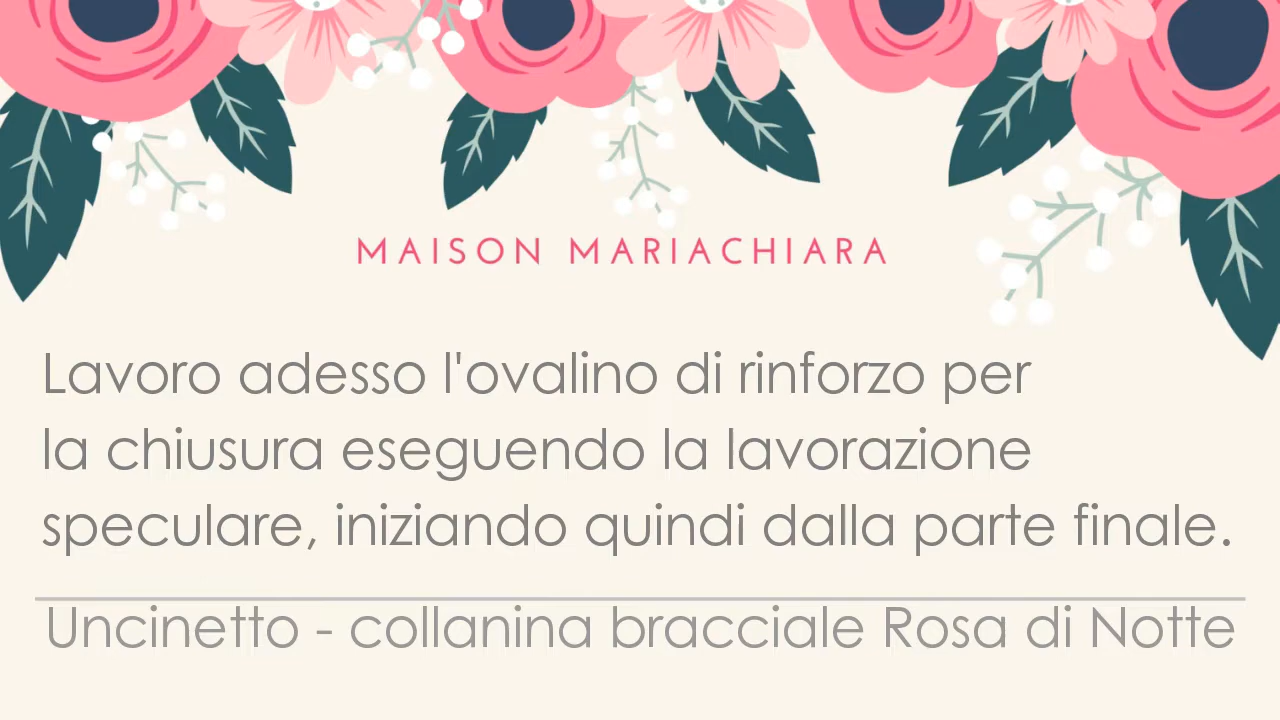 MAISON MARIACHIARA
Lavoro adesso l'ovalino di rinforzo per
la chiusura eseguendo la lavorazione
speculare, iniziando quindi dalla parte finale.
Uncinetto - collanina bracciale Rosa di Notte